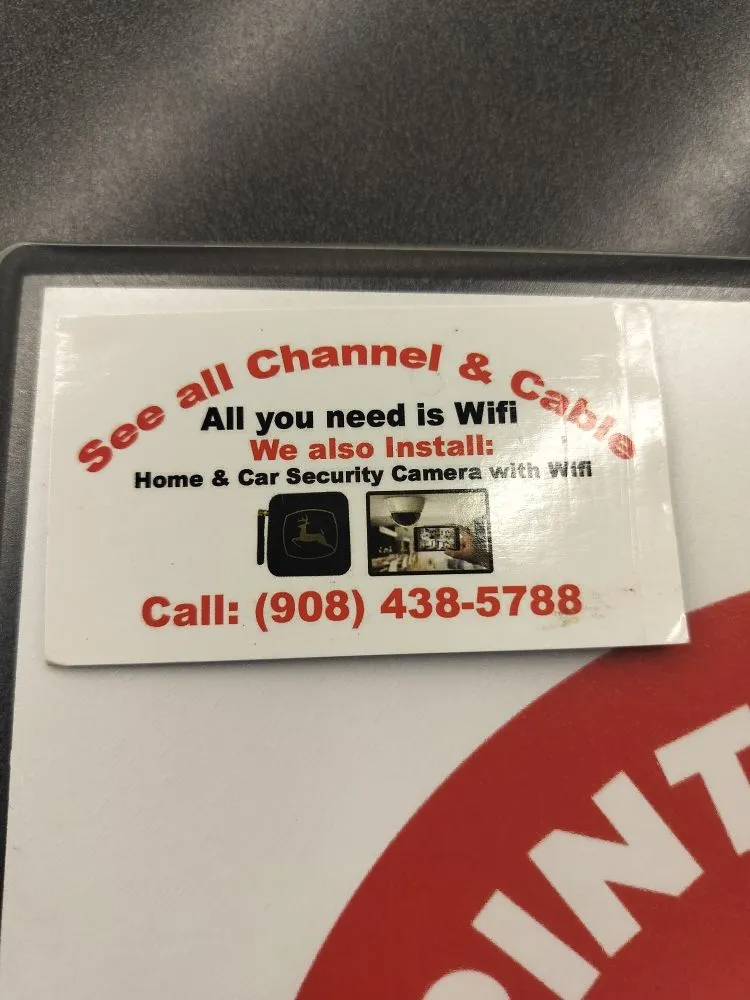 See all Channel & Cable
All you need is Wifi
We also Install:
Home & Car Security Camera with Wifi
Call: (908) 438-5788